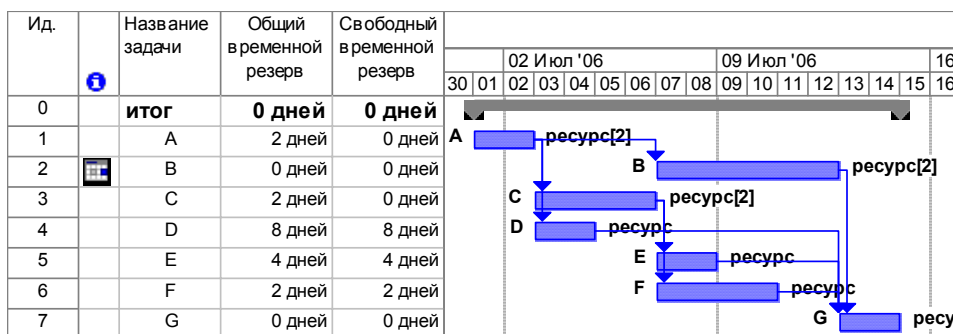 Ид. Название задачи Общий временной резерв Свободный временной резерв
02 Июл '06 09 Июл '06 16
30 01 02 03 04 05 06 07 08 09 10 11 12 13 14 15 16
0 итог 0 дней 0 дней
1 A 2 дней 0 дней A ресурс[2]
2 B 0 дней 0 дней B ресурс[2]
3 C 2 дней 0 дней C ресурс[2]
4 D 8 дней 8 дней D ресурс
5 E 4 дней 4 дней E ресурс
6 F 2 дней 2 дней F ресурс
7 G 0 дней 0 дней G ресу